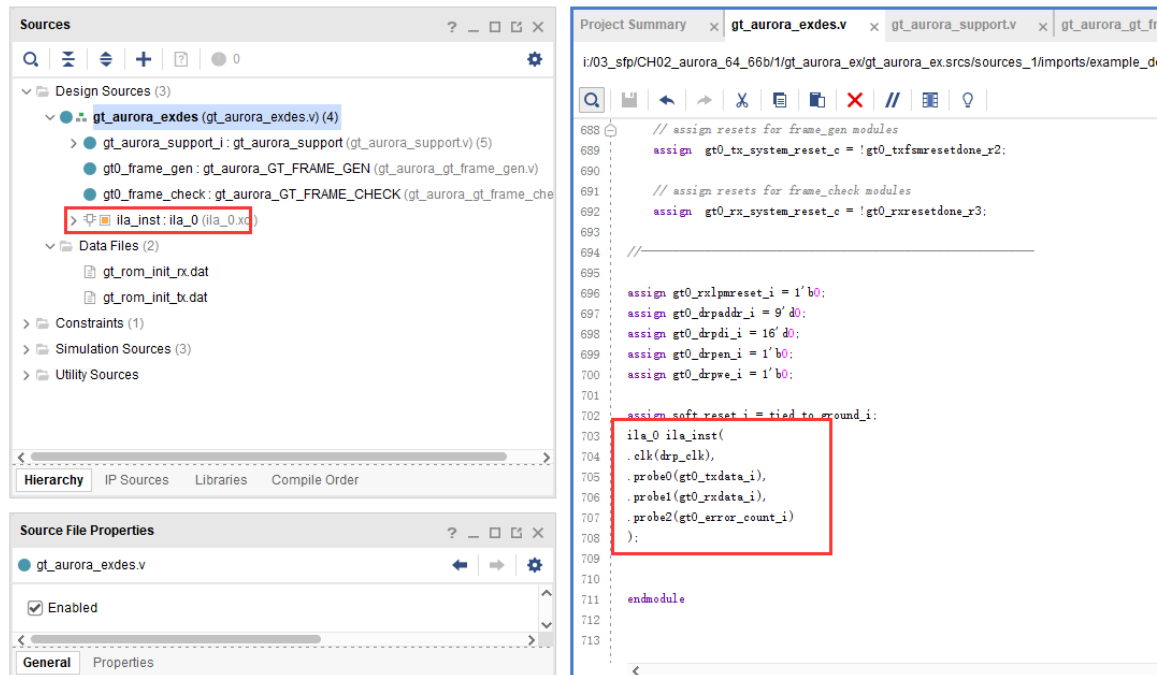 Sources
? _ □ X
0
Design Sources (3)
gt_aurora_exdes (gt_aurora_exdes.v) (4)
gt_aurora_support_i : gt_aurora_support (gt_aurora_support.v) (5)
gt0_frame_gen : gt_aurora_GT_FRAME_GEN (gt_aurora_gt_frame_gen.v)
gt0_frame_check : gt_aurora_GT_FRAME_CHECK (gt_aurora_gt_frame_che
ila_inst : ila_0 (ila_0.xci)
Data Files (2)
gt_rom_init_rx.dat
gt_rom_init_tx.dat
Constraints (1)
Simulation Sources (3)
Utility Sources
Hierarchy IP Sources Libraries Compile Order
Source File Properties
? _ □ X
gt_aurora_exdes.v
Enabled
General Properties
Project Summary × gt_aurora_exdes.v × gt_aurora_support.v × gt_aurora_gt_fr
i:/03_sfp/CH02_aurora_64_66b/1/gt_aurora_ex/gt_aurora_ex.srcs/sources_1/imports/example_de
688 // assign resets for frame_gen modules
689 assign gt0_tx_system_reset_c = !gt0_txfsmresetdone_r2;
690
691 // assign resets for frame_check modules
692 assign gt0_rx_system_reset_c = !gt0_rxresetdone_r3;
693
694 //————————————————————
695
696 assign gt0_rxlpmreset_i = 1'b0;
697 assign gt0_drpaddr_i = 9'd0;
698 assign gt0_drpdi_i = 16'd0;
699 assign gt0_drpen_i = 1'b0;
700 assign gt0_drpwe_i = 1'b0;
701
702 assign soft_reset_i = tied_to_ground_i;
703 ila_0 ila_inst(
704 .clk(drp_clk),
705 .probe0(gt0_txdata_i),
706 .probe1(gt0_rxdata_i),
707 .probe2(gt0_error_count_i)
708 );
709
710
711 endmodule
712
713